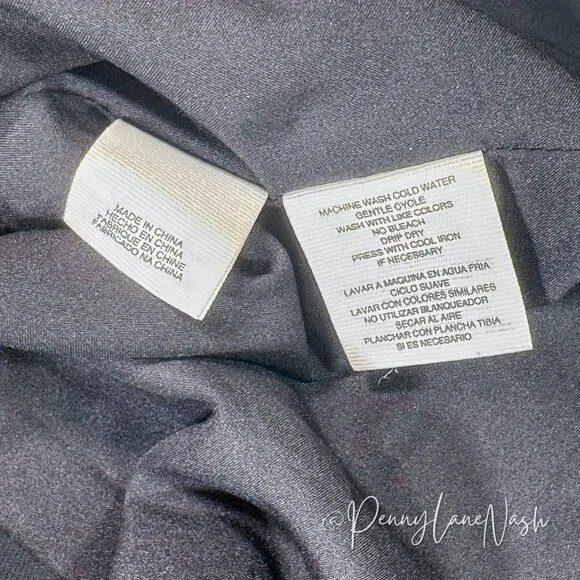 MADE IN CHINA
HECHO EN CHINA
FABRIQUE EN CHINE
FABRICADO NA CHINA
MACHINE WASH COLD WATER
GENTLE CYCLE
WASH WITH LIKE COLORS
NO BLEACH
DRIP DRY
PRESS WITH COOL IRON
IF NECESSARY
LAVAR A MAQUINA EN AGUA FRIA
CICLO SUAVE
LAVAR CON COLORES SIMILARES
NO UTILIZAR BLANQUEADOR
SECAR AL AIRE
PLANCHAR CON PLANCHA TIBIA
SI ES NECESARIO
@PennyLaneNash